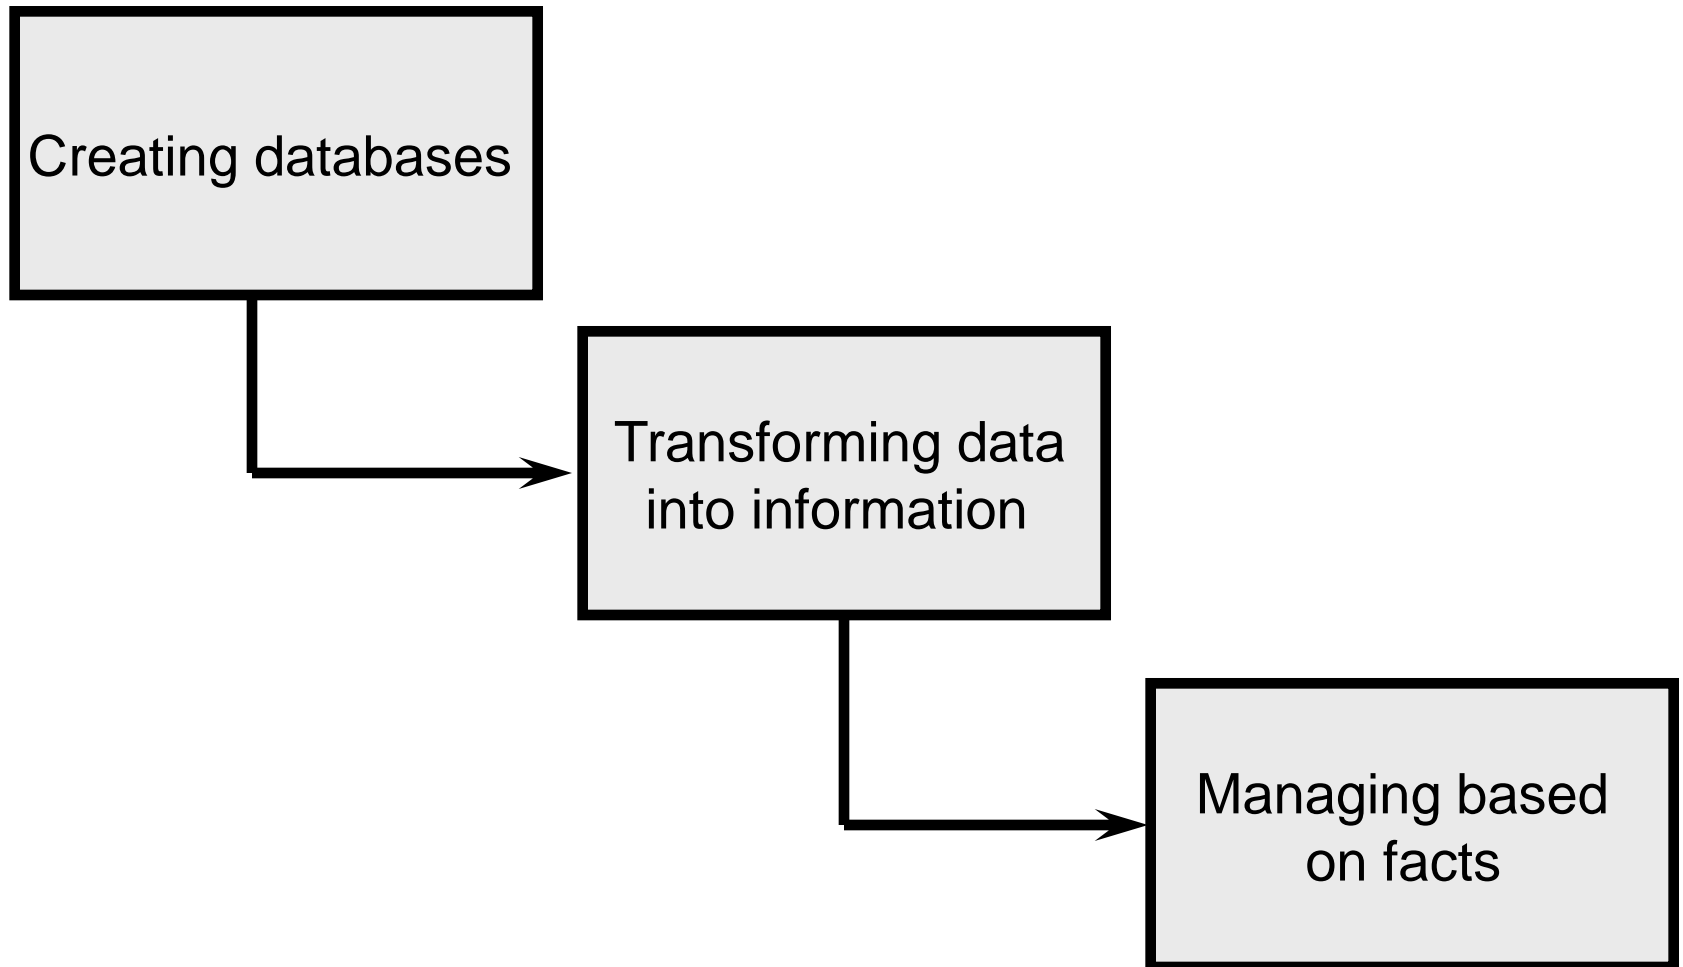 Creating databases
Transforming data
into information
Managing based
on facts